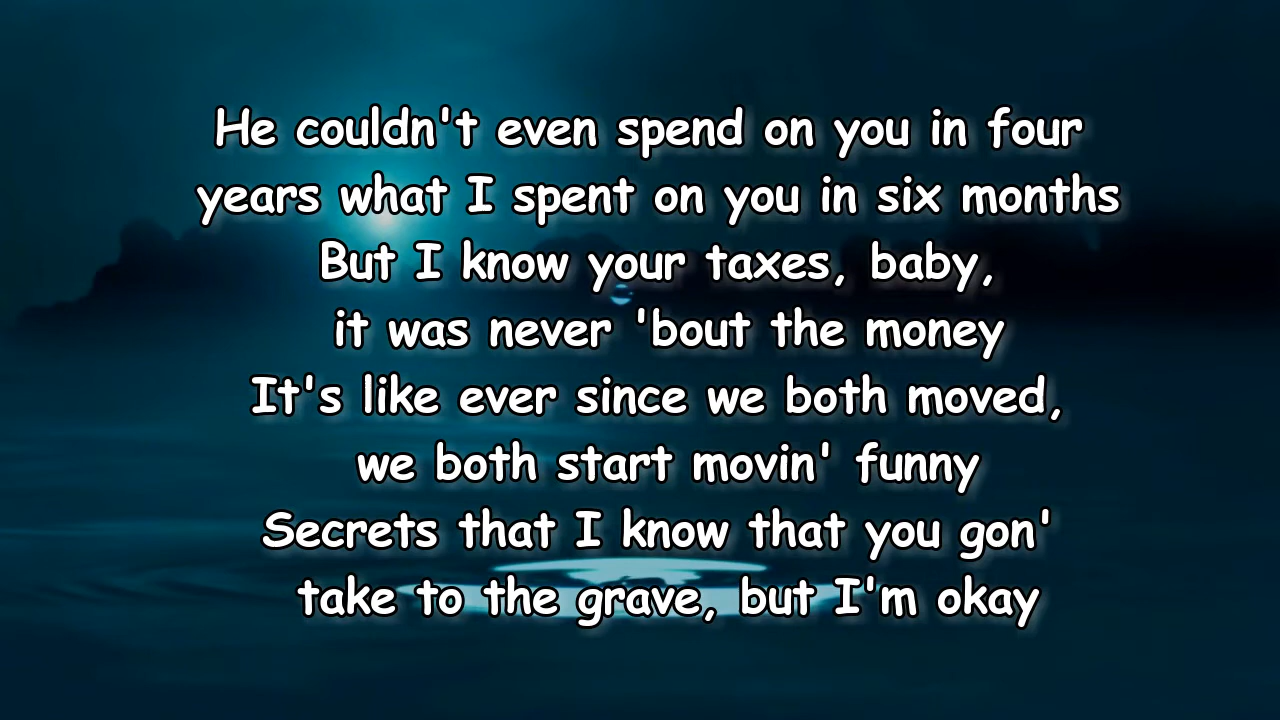 He couldn't even spend on you in four
years what I spent on you in six months
But I know your taxes, baby,
it was never 'bout the money
It's like ever since we both moved,
we both start movin' funny
Secrets that I know that you gon'
take to the grave, but I'm okay